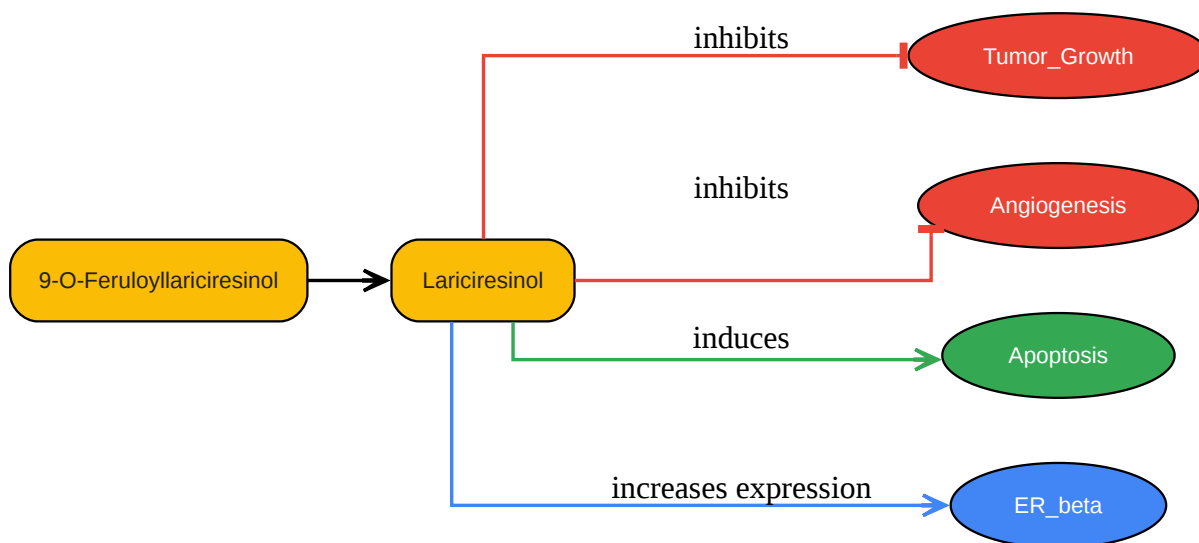 inhibits
Tumor_Growth
inhibits
Angiogenesis
9-O-Feruloyllariciresinol
Lariciresinol
induces
Apoptosis
increases expression
ER_beta